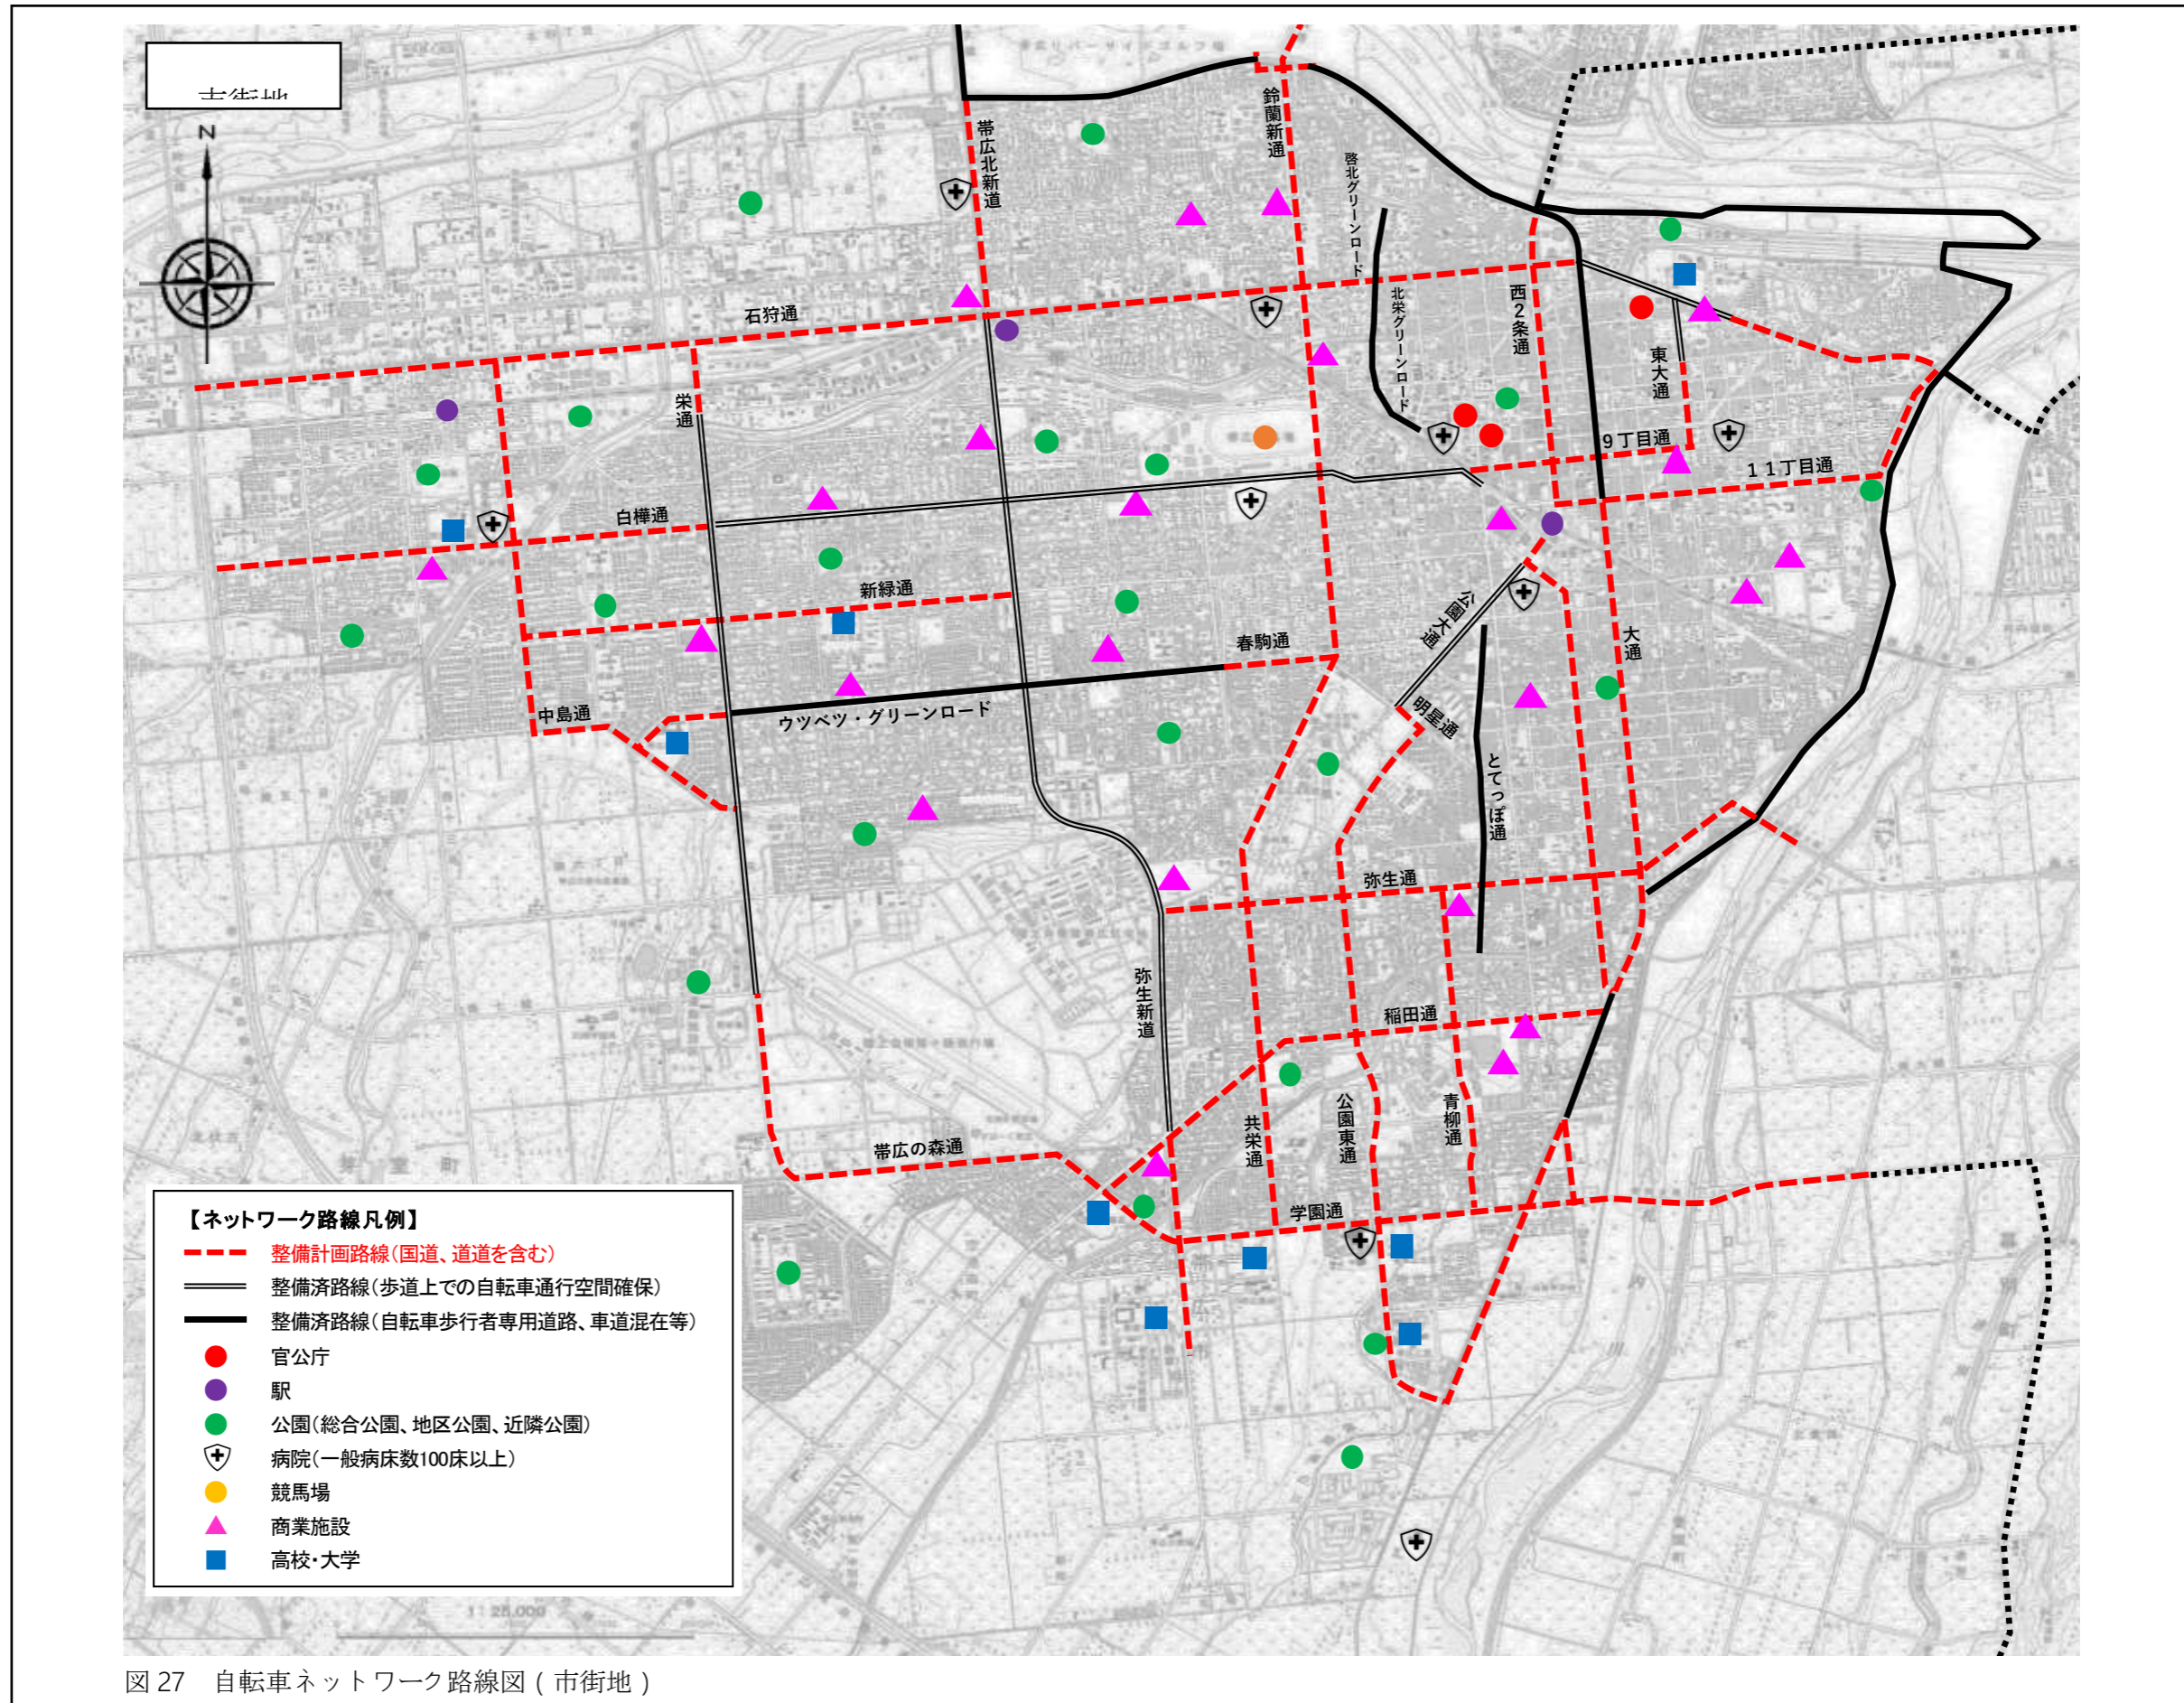 市街地
N
帯広北新道
鈴蘭新通
啓北グリーンロード
北栄グリーンロード
西2条通
東大通
石狩通
栄通
9丁目通
11丁目通
白樺通
新緑通
公園大通
大通
春駒通
中島通
ウツベツ・グリーンロード
明星通
とてっぽ通
弥生通
弥生新道
稲田通
共栄通
公園東通
青柳通
帯広の森通
学園通
【ネットワーク路線凡例】
整備計画路線(国道、道道を含む)
整備済路線(歩道上での自転車通行空間確保)
整備済路線(自転車歩行者専用道路、車道混在等)
官公庁
駅
公園(総合公園、地区公園、近隣公園)
病院(一般病床数100床以上)
競馬場
商業施設
高校・大学
1:25,000
図27 自転車ネットワーク路線図(市街地)